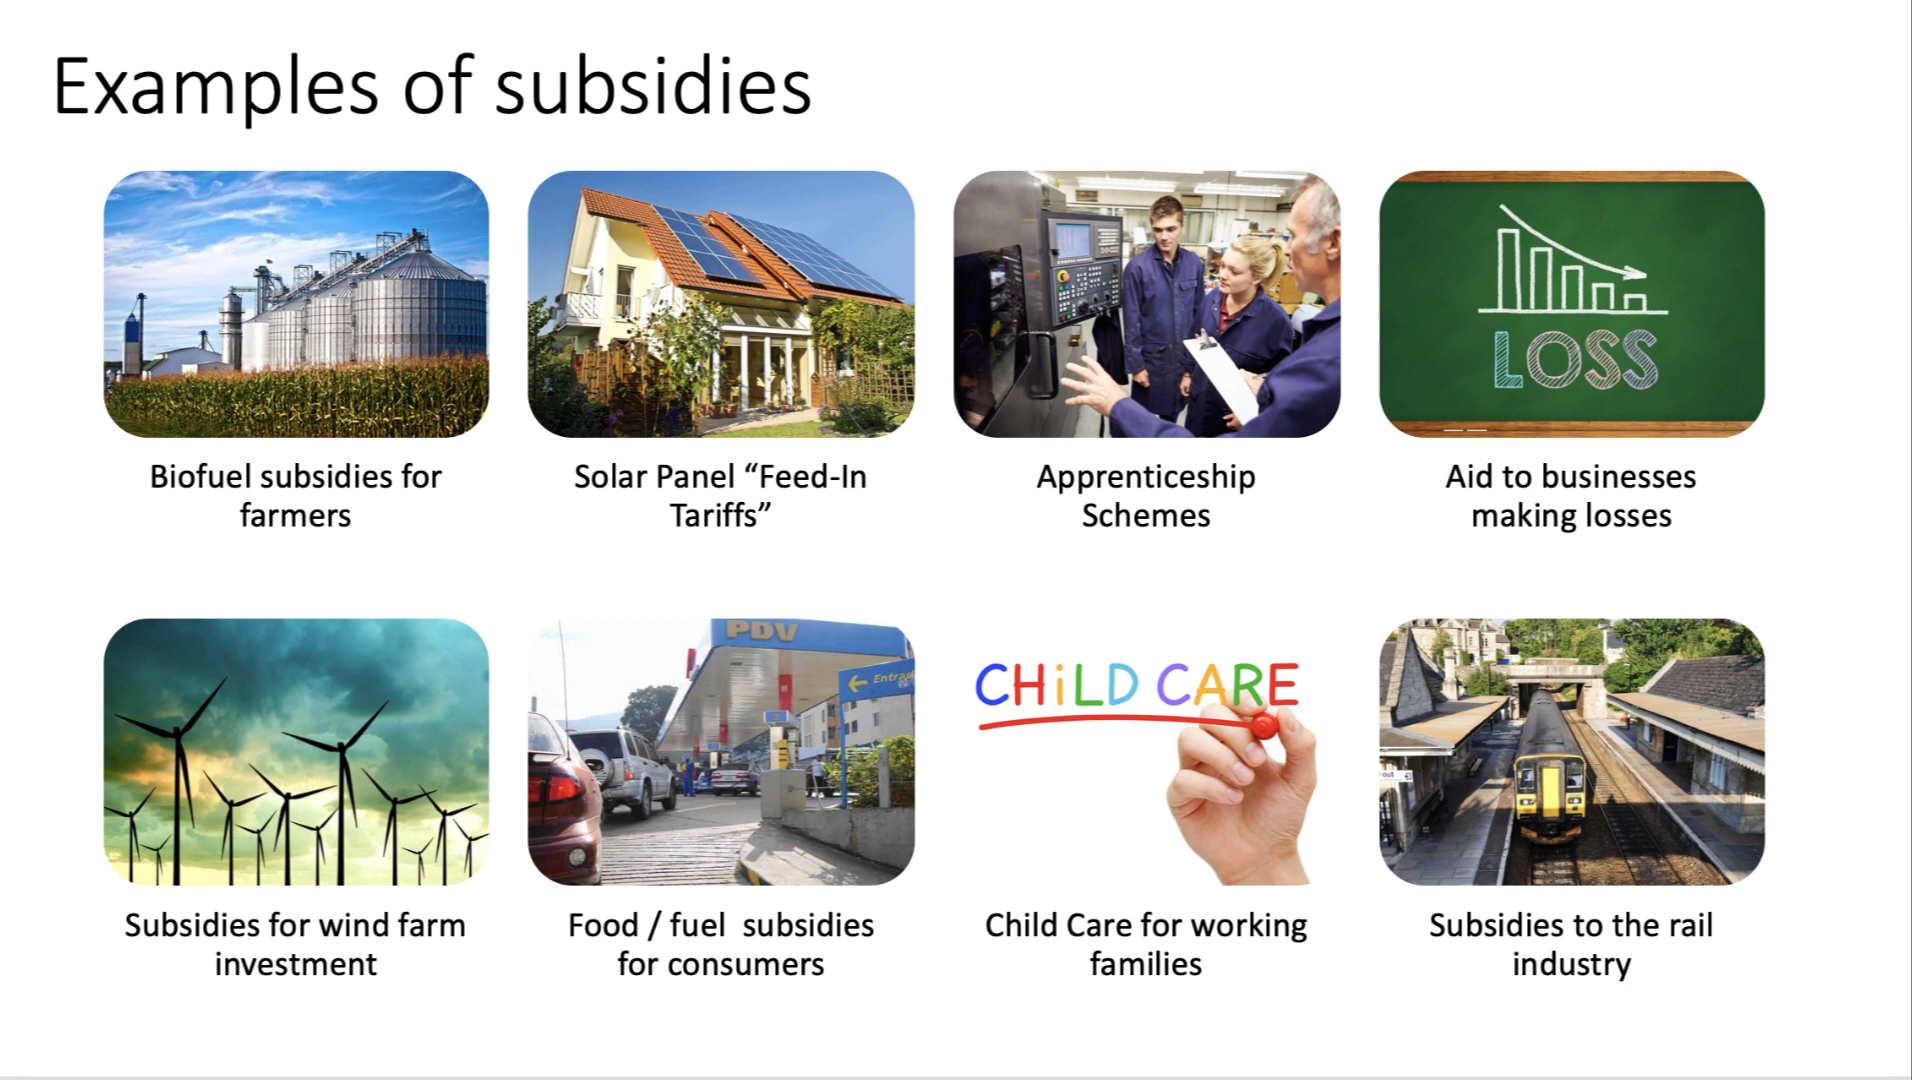 Examples of subsidies
LOSS
Biofuel subsidies for
farmers
Solar Panel “Feed-In
Tariffs”
Apprenticeship
Schemes
Aid to businesses
making losses
PDV
CHiLD CARE
Subsidies for wind farm
investment
Food / fuel  subsidies
for consumers
Child Care for working
families
Subsidies to the rail
industry